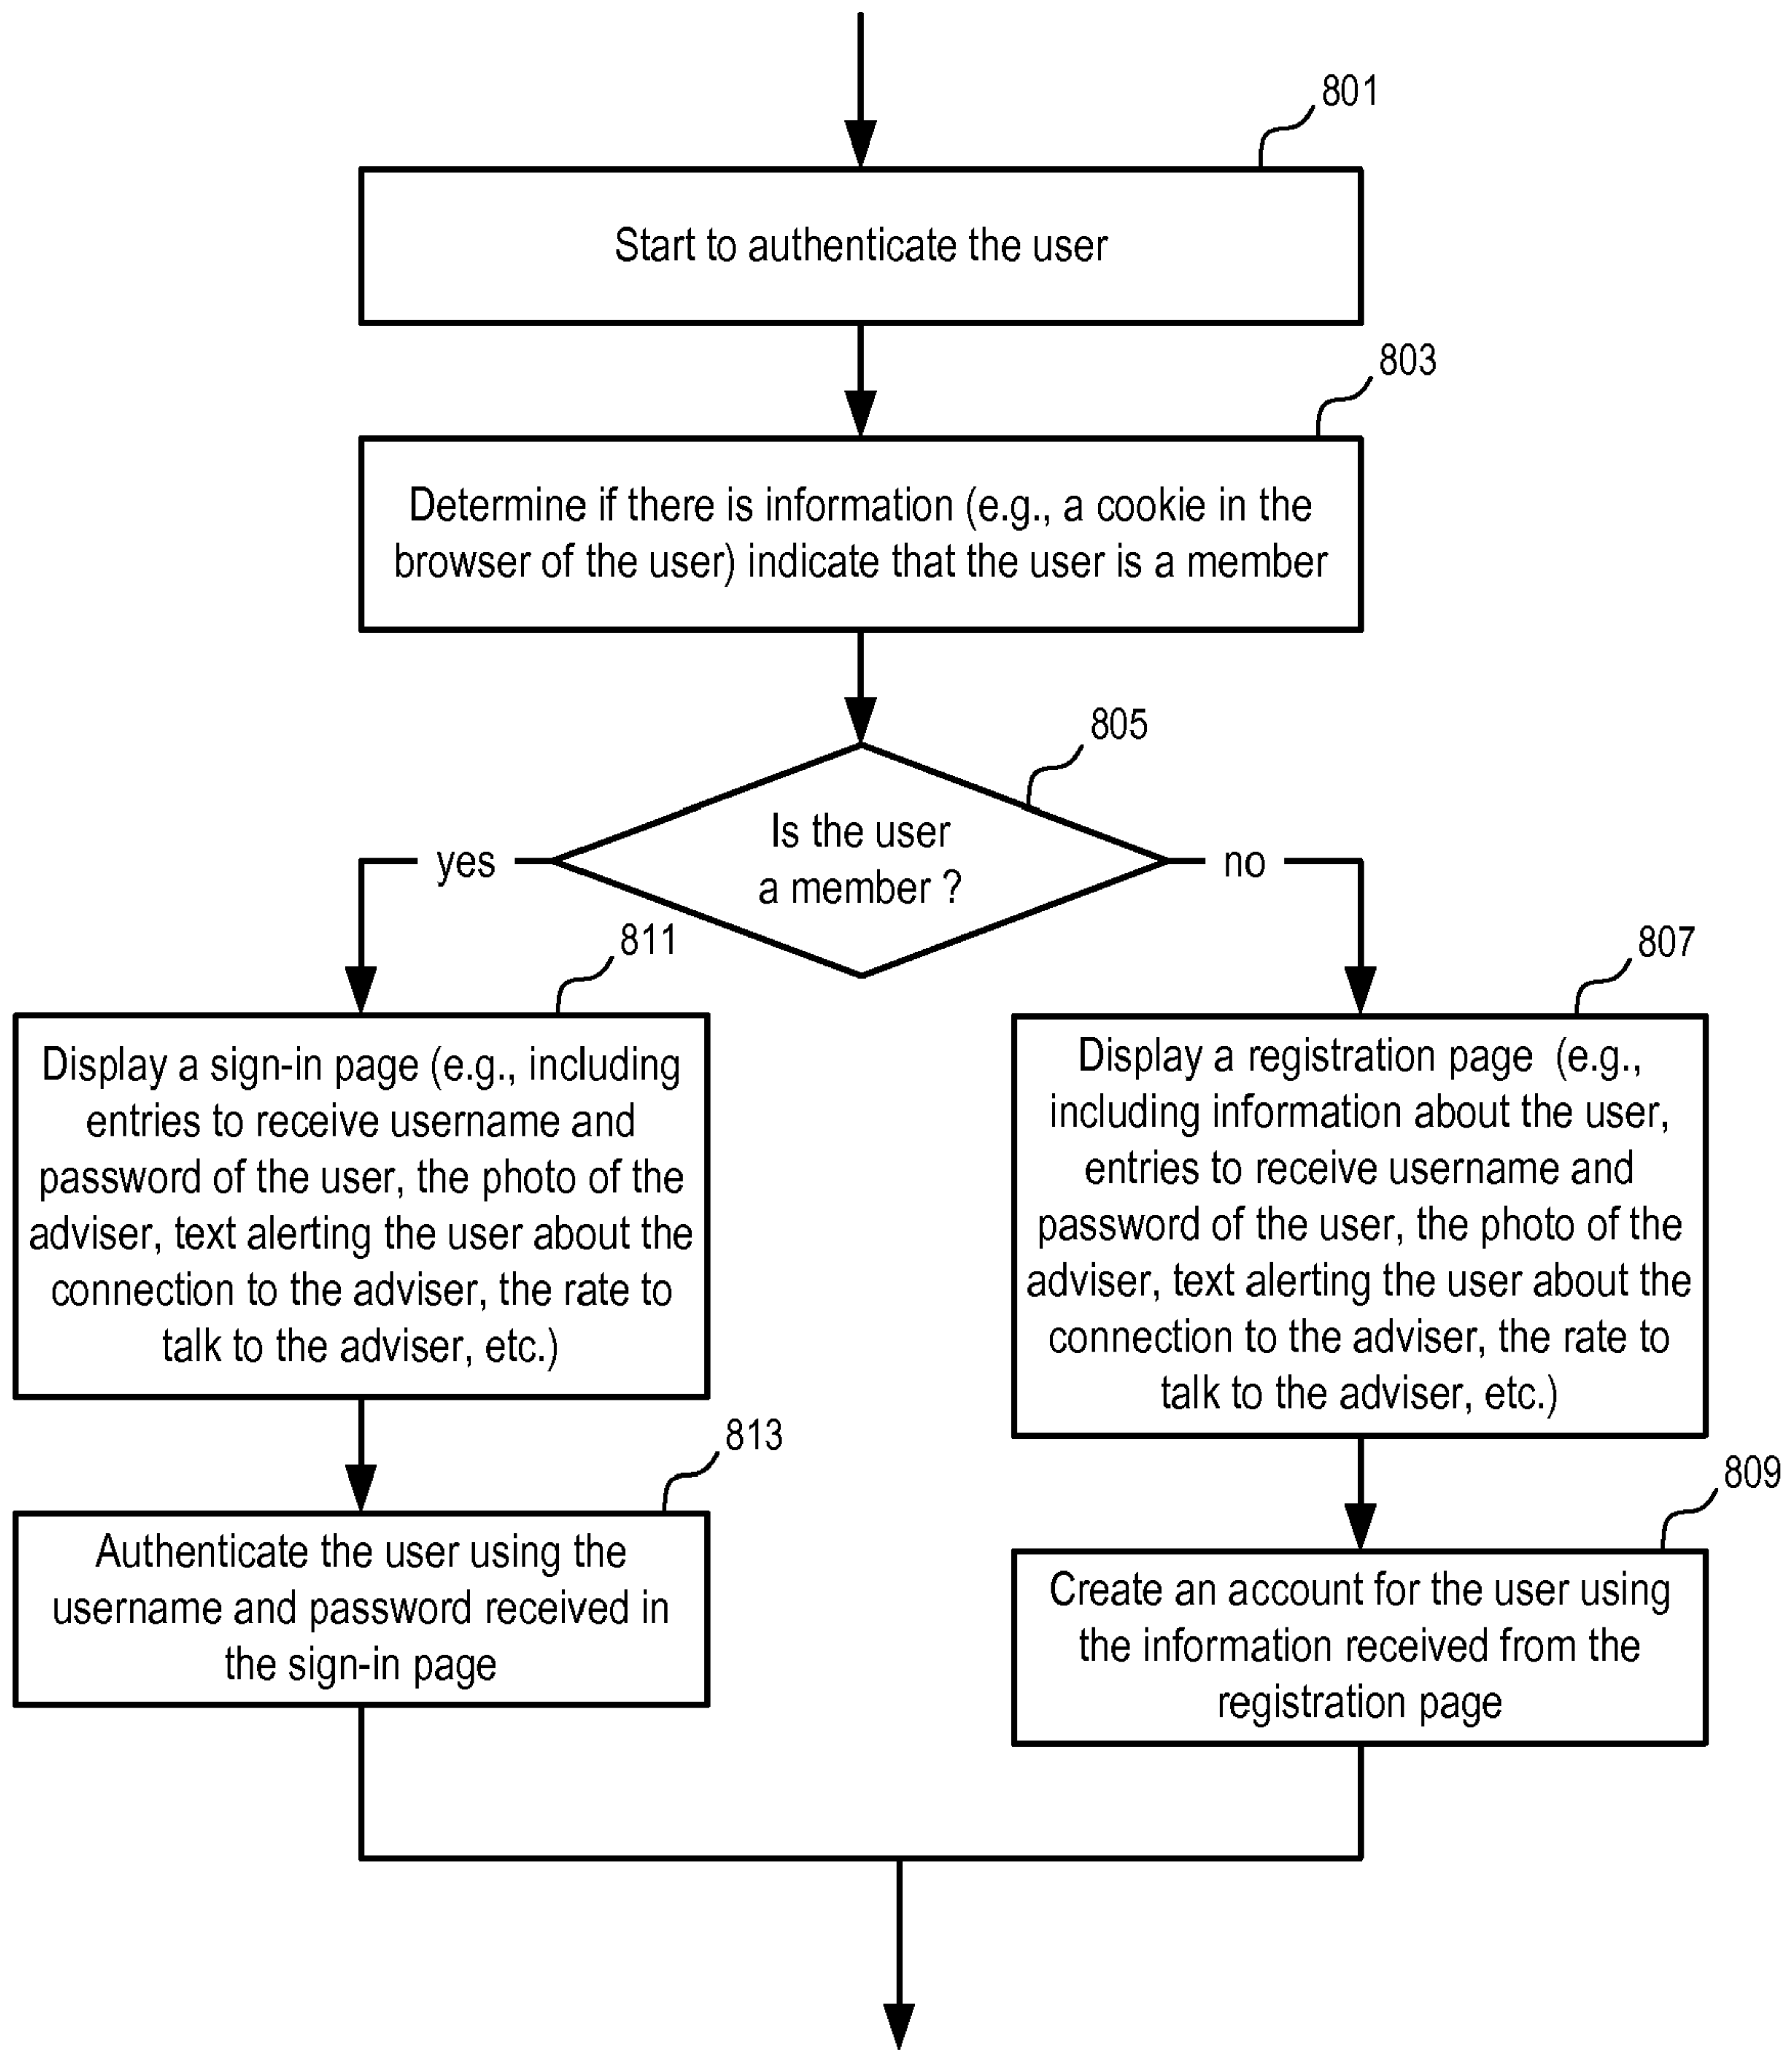 801
Start to authenticate the user
803
Determine if there is information (e.g., a cookie in the
browser of the user) indicate that the user is a member
805
Is the user
a member ?
yes
no
811
Display a sign-in page (e.g., including
entries to receive username and
password of the user, the photo of the
adviser, text alerting the user about the
connection to the adviser, the rate to
talk to the adviser, etc.)
807
Display a registration page (e.g.,
including information about the user,
entries to receive username and
password of the user, the photo of the
adviser, text alerting the user about the
connection to the adviser, the rate to
talk to the adviser, etc.)
813
Authenticate the user using the
username and password received in
the sign-in page
809
Create an account for the user using
the information received from the
registration page